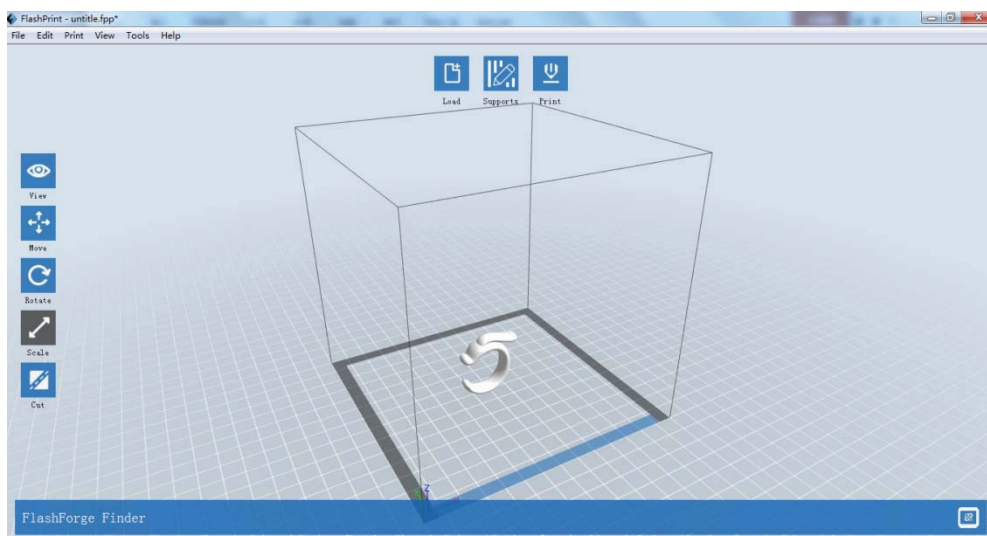 FlashPrint - untitle.fpp*
File Edit Print View Tools Help
Load Supports Print
View
Move
Rotate
Scale
Cut
Z
FlashForge Finder